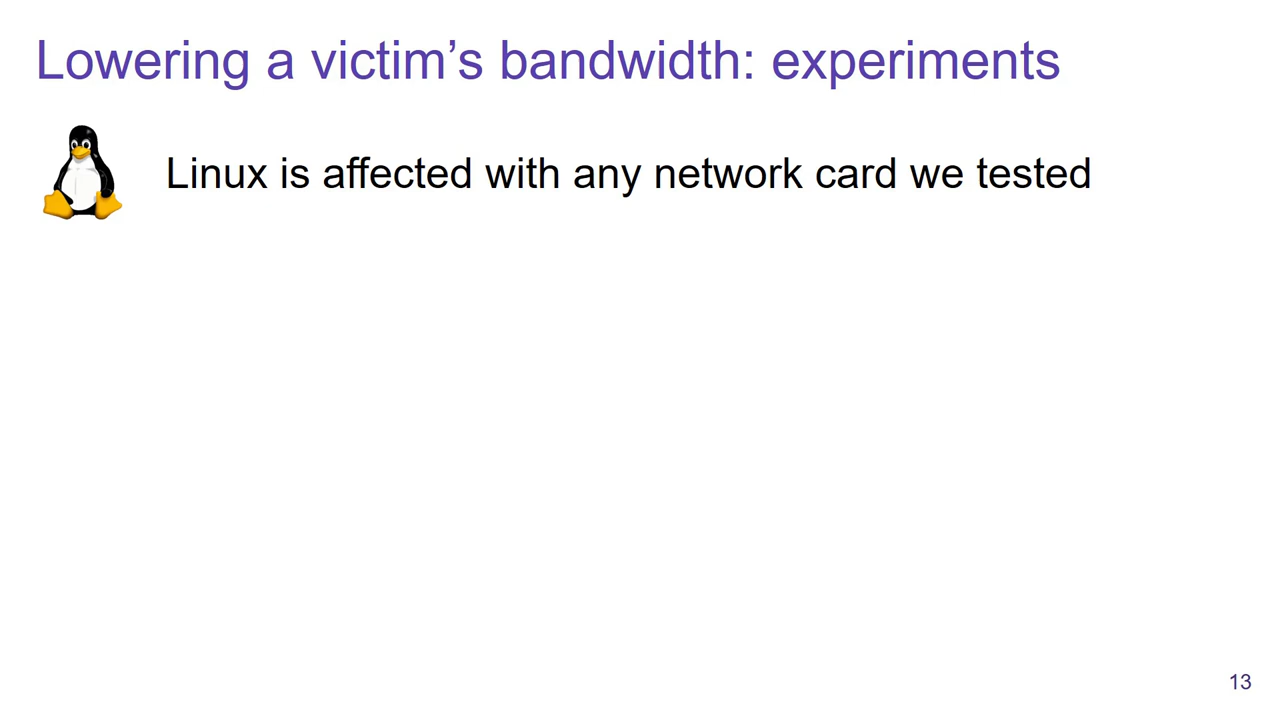 Lowering a victim’s bandwidth: experiments
Linux is affected with any network card we tested
13